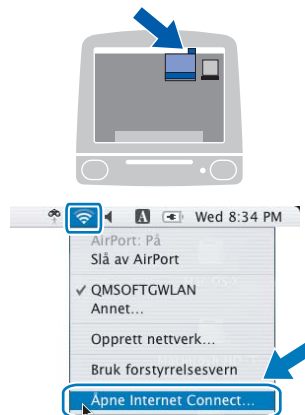 A Wed 8:34 PM
AirPort: På
Slå av AirPort
✓ QMSOFTGWLAN
Annet...
Opprett nettverk...
Bruk forstyrrelsesvern
Åpne Internet Connect...